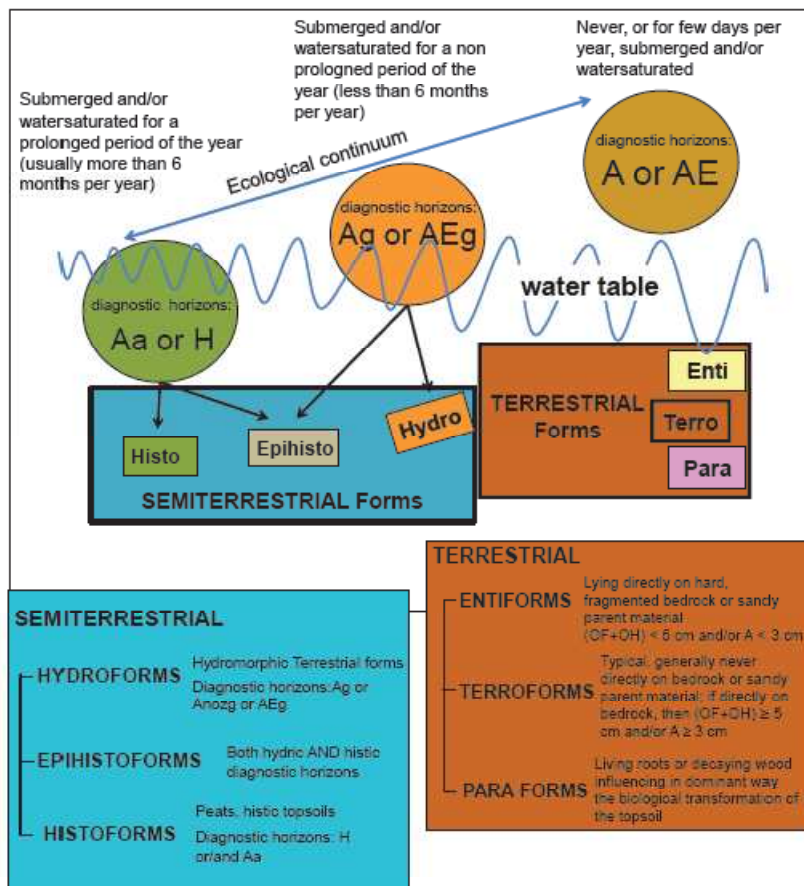 Submerged and/or
watersaturated for a
prolonged period of the year
(usually more than 6
months per year)
Submerged and/or
watersaturated for a non
prologned period of the
year (less than 6 months
per year)
Never, or for few days per
year, submerged and/or
watersaturated
Ecological continuum
diagnostic horizons:
Aa or H
diagnostic horizons:
Ag or AEg
diagnostic horizons:
A or AE
water table
Histo
Epihisto
Hydro
SEMITERRESTRIAL Forms
TERRESTRIAL
Forms
Enti
Terro
Para
SEMITERRESTRIAL
HYDROFORMS
Hydromorphic Terrestrial forms
Diagnostic horizons:Ag or
Anozg or AEg
EPIHISTOFORMS
Both hydric AND histic
diagnostic horizons
HISTOFORMS
Peats, histic topsoils
Diagnostic horizons: H
or/and Aa
TERRESTRIAL
ENTIFORMS
Lying directly on hard,
fragmented bedrock or sandy
parent material
(OF+OH) < 5 cm and/or A < 3 cm
TERROFORMS
Typical, generally never
directly on bedrock or sandy
parent material; if directly on
bedrock, then (OF+OH) ≥ 5
cm and/or A ≥ 3 cm
PARA FORMS
Living roots or decaying wood
influencing in dominant way
the biological transformation of
the topsoil